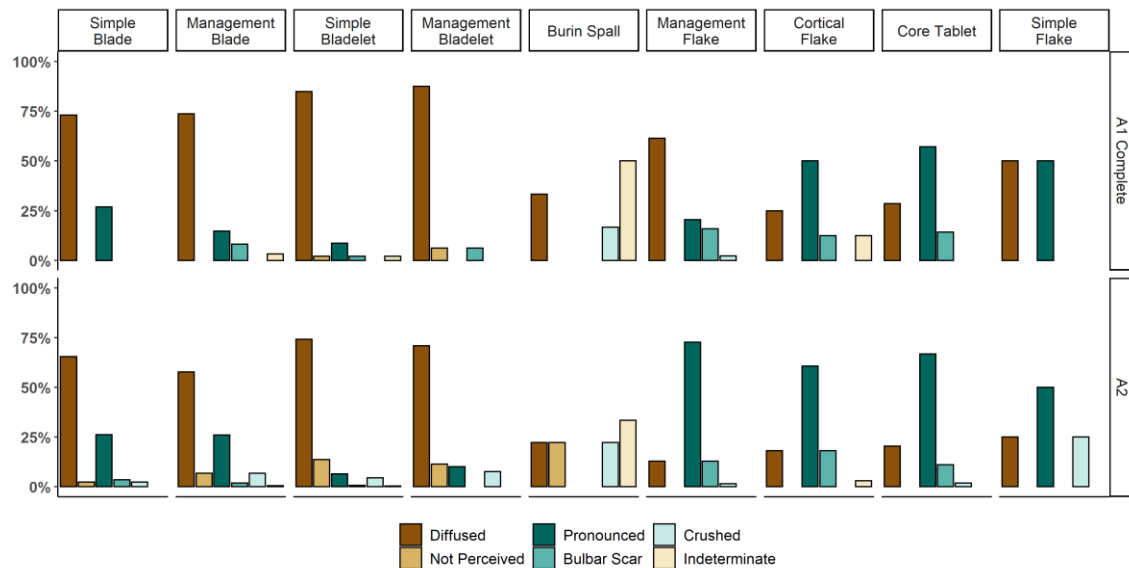 Simple Blade
Management Blade
Simple Bladelet
Management Bladelet
Burin Spall
Management Flake
Cortical Flake
Core Tablet
Simple Flake
100%
75%
50%
25%
0%
A1 Complete
75%
50%
25%
0%
A2
Diffused
Pronounced
Crushed
Not Perceived
Bulbar Scar
Indeterminate